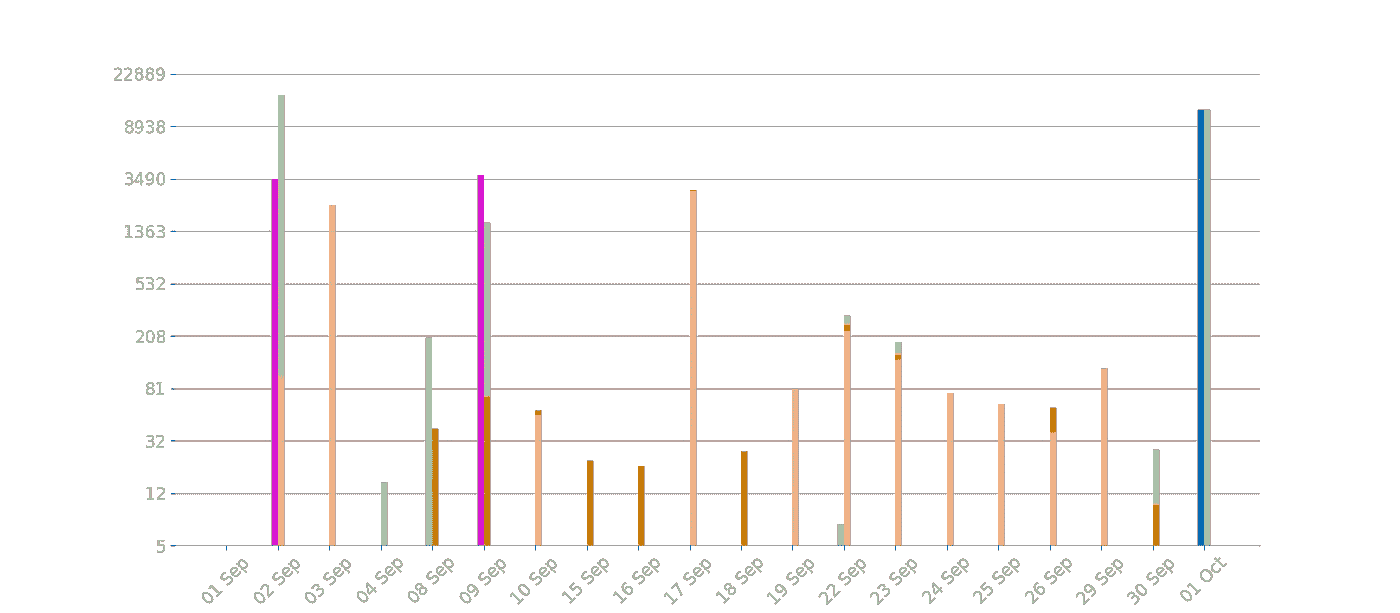 22889
8938
3490
1363
532
208
81
32
12
5
01 Sep
02 Sep
03 Sep
04 Sep
08 Sep
09 Sep
10 Sep
15 Sep
16 Sep
17 Sep
18 Sep
19 Sep
22 Sep
23 Sep
24 Sep
25 Sep
26 Sep
29 Sep
30 Sep
01 Oct